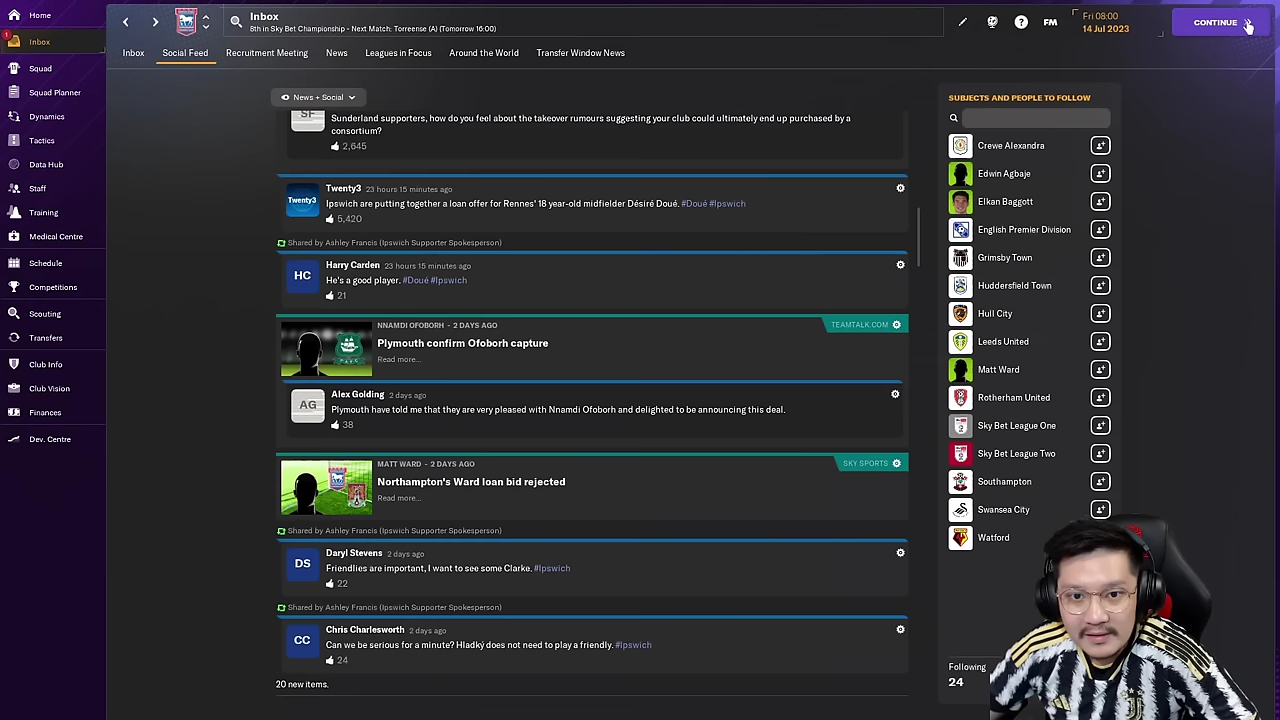 Home
1
Inbox
Squad
Squad Planner
Dynamics
Tactics
Data Hub
Staff
Training
Medical Centre
Schedule
Competitions
Scouting
Transfers
Club Info
Club Vision
Finances
Dev. Centre
Inbox
8th in Sky Bet Championship - Next Match: Torreense (A) (Tomorrow 16:00)
FM
Fri 08:00
14 Jul 2023
CONTINUE
Inbox
Social Feed
Recruitment Meeting
News
Leagues in Focus
Around the World
Transfer Window News
News + Social
SF
Sunderland supporters, how do you feel about the takeover rumours suggesting your club could ultimately end up purchased by a
consortium?
2,645
Twenty3
Twenty3 23 hours 15 minutes ago
Ipswich are putting together a loan offer for Rennes' 18 year-old midfielder Désiré Doué. #Doué #Ipswich
5,420
Shared by Ashley Francis (Ipswich Supporter Spokesperson)
HC
Harry Carden 23 hours 15 minutes ago
He's a good player. #Doué #Ipswich
21
NNAMDI OFOBORH - 2 DAYS AGO
TEAMTALK.COM
Plymouth confirm Ofoborh capture
Read more...
AG
Alex Golding 2 days ago
Plymouth have told me that they are very pleased with Nnamdi Ofoborh and delighted to be announcing this deal.
38
MATT WARD - 2 DAYS AGO
SKY SPORTS
Northampton's Ward loan bid rejected
Read more...
Shared by Ashley Francis (Ipswich Supporter Spokesperson)
DS
Daryl Stevens 2 days ago
Friendlies are important, I want to see some Clarke. #Ipswich
22
Shared by Ashley Francis (Ipswich Supporter Spokesperson)
CC
Chris Charlesworth 2 days ago
Can we be serious for a minute? Hladký does not need to play a friendly. #Ipswich
24
20 new items.
SUBJECTS AND PEOPLE TO FOLLOW
Crewe Alexandra
Edwin Agbaje
Elkan Baggott
English Premier Division
Grimsby Town
Huddersfield Town
Hull City
Leeds United
Matt Ward
Rotherham United
Sky Bet League One
Sky Bet League Two
Southampton
Swansea City
Watford
Following
24